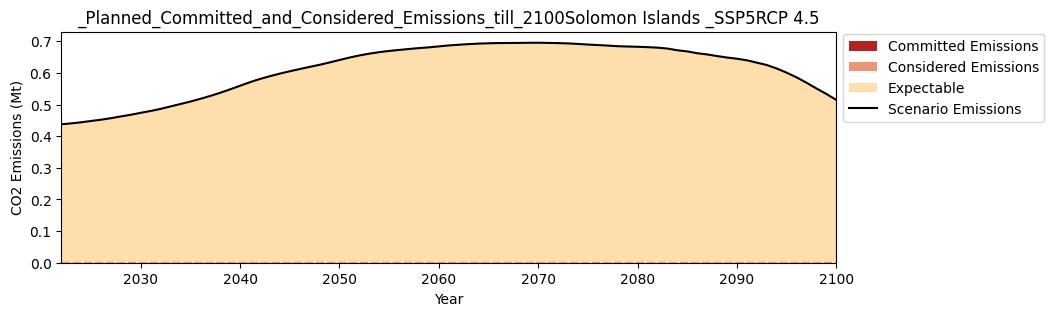 _Planned_Committed_and_Considered_Emissions_till_2100Solomon Islands _SSP5RCP 4.5
0.7
0.6
0.5
0.4
0.3
0.2
0.1
0.0
CO2 Emissions (Mt)
2030 2040 2050 2060 2070 2080 2090 2100
Year
Committed Emissions
Considered Emissions
Expectable
Scenario Emissions